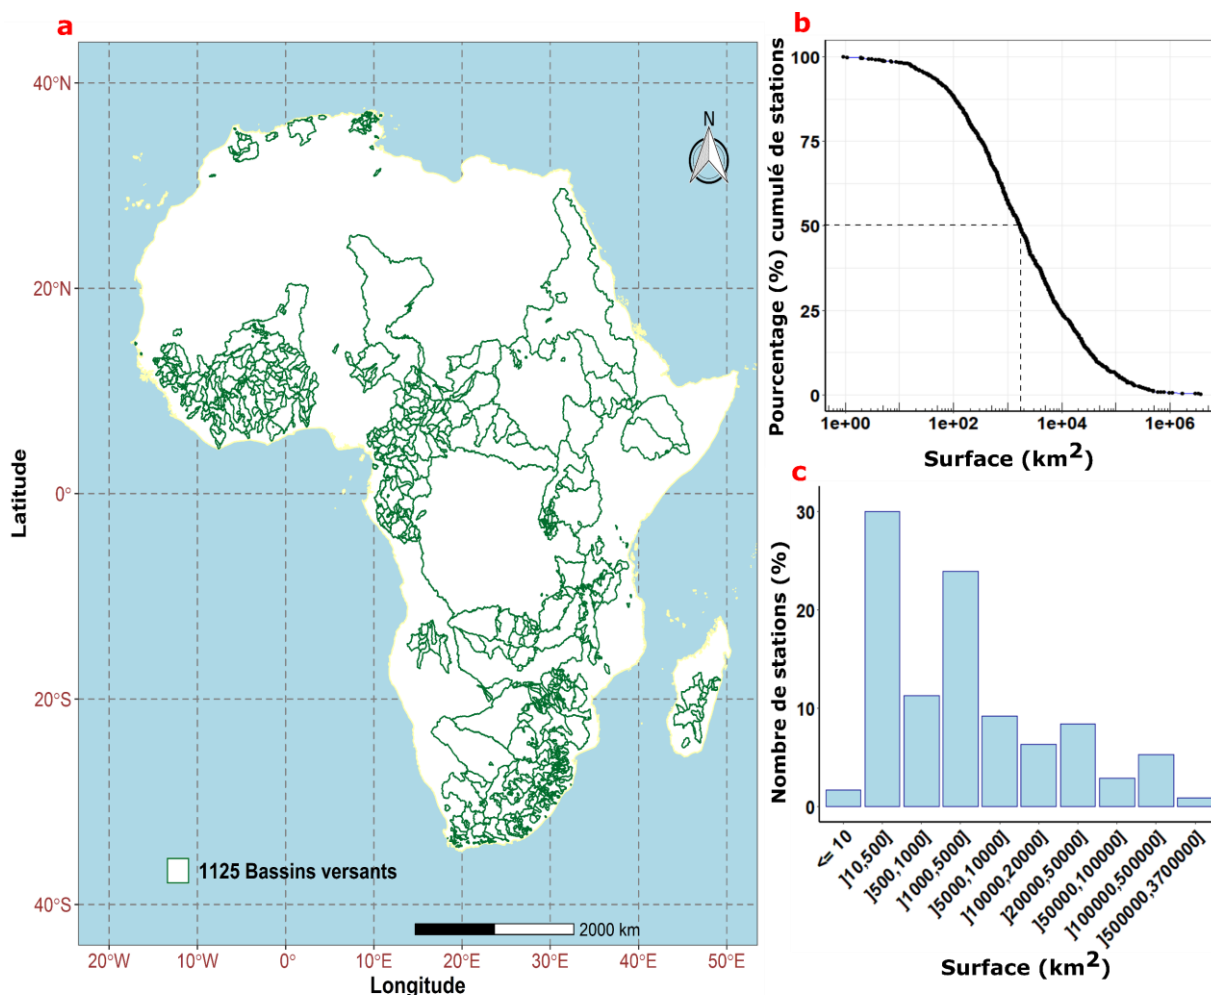 a
40°N
20°N
0°
20°S
40°S
Latitude
N
1125 Bassins versants
2000 km
20°W 10°W 0° 10°E 20°E 30°E 40°E 50°E
Longitude
b
100
75
50
25
0
Pourcentage (%) cumulé de stations
1e+00 1e+02 1e+04 1e+06
Surface (km²)
c
30
20
10
0
Nombre de stations (%)
<= 10
]10,500]
]500,1000]
]1000,5000]
]5000,10000]
]10000,20000]
]20000,50000]
]50000,100000]
]100000,500000]
]500000,3700000]
Surface (km²)